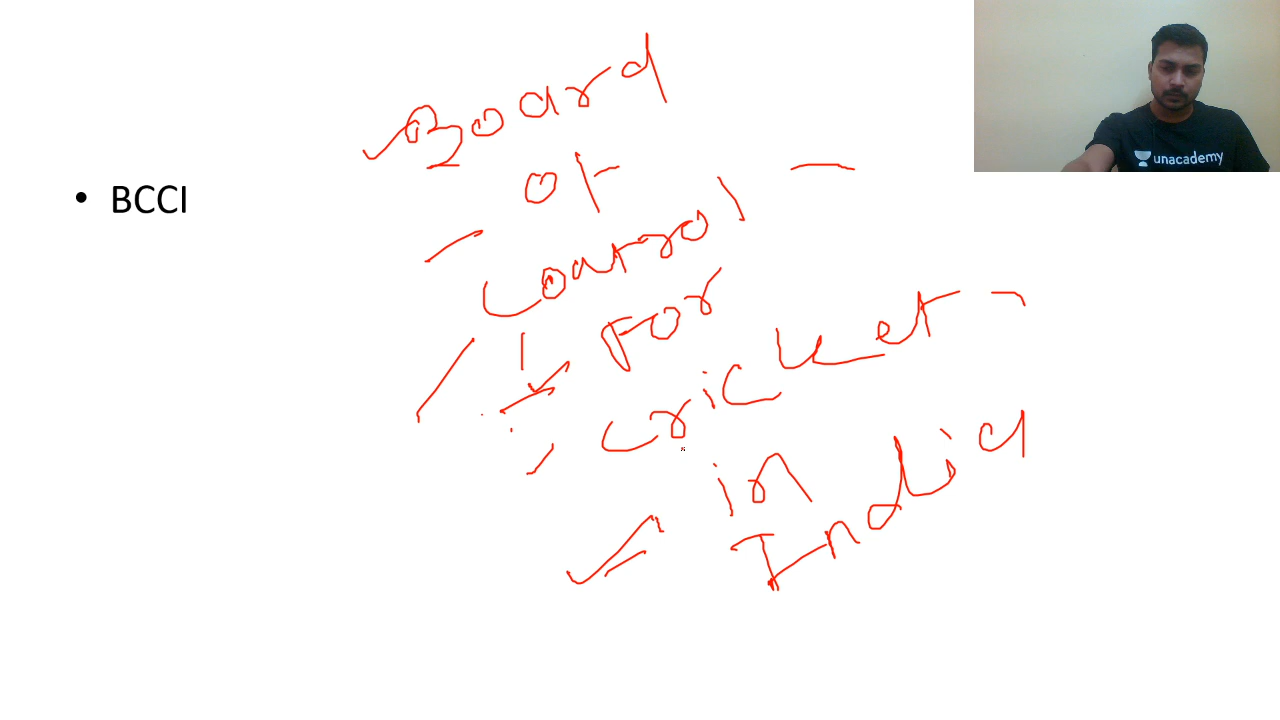 Board
of
• BCCI
Control
For
cricket
in
India
unacademy